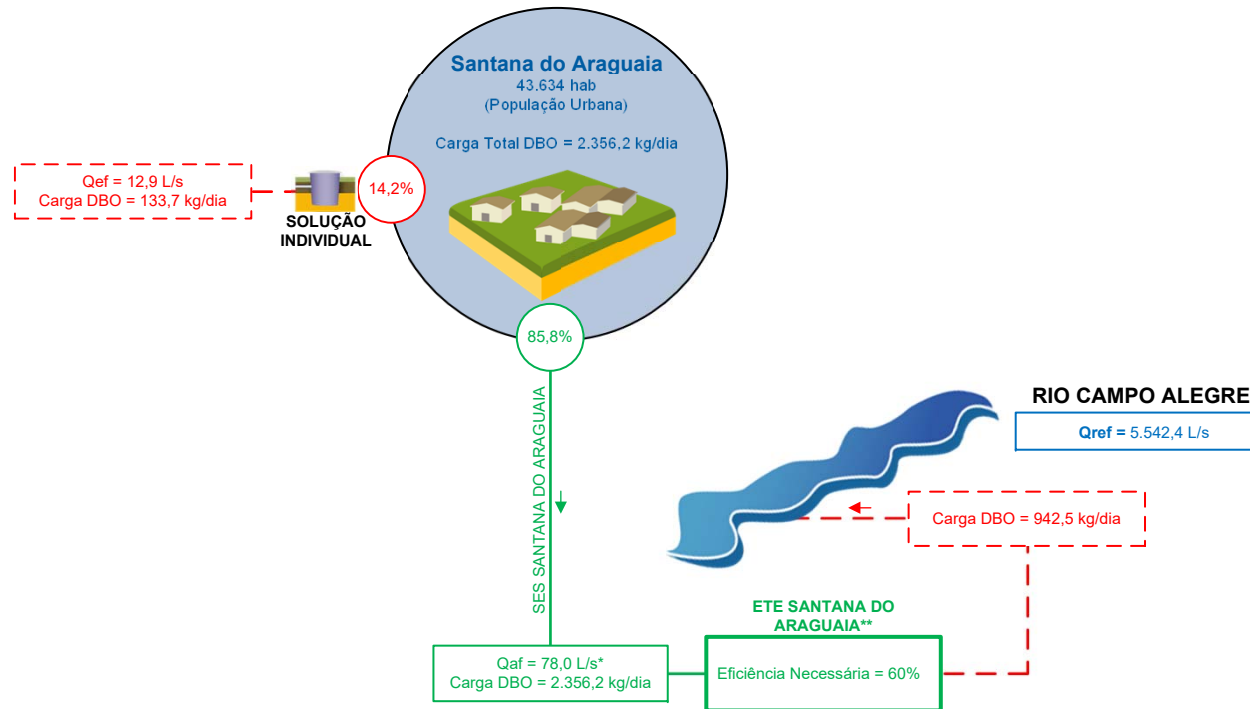 Santana do Araguaia
43.634 hab
(População Urbana)
Carga Total DBO = 2.356,2 kg/dia
Qef = 12,9 L/s
Carga DBO = 133,7 kg/dia
14,2%
SOLUÇÃO
INDIVIDUAL
85,8%
SES SANTANA DO ARAGUAIA
RIO CAMPO ALEGRE
Qref = 5.542,4 L/s
Carga DBO = 942,5 kg/dia
ETE SANTANA DO
ARAGUAIA**
Qaf = 78,0 L/s*
Carga DBO = 2.356,2 kg/dia
Eficiência Necessária = 60%